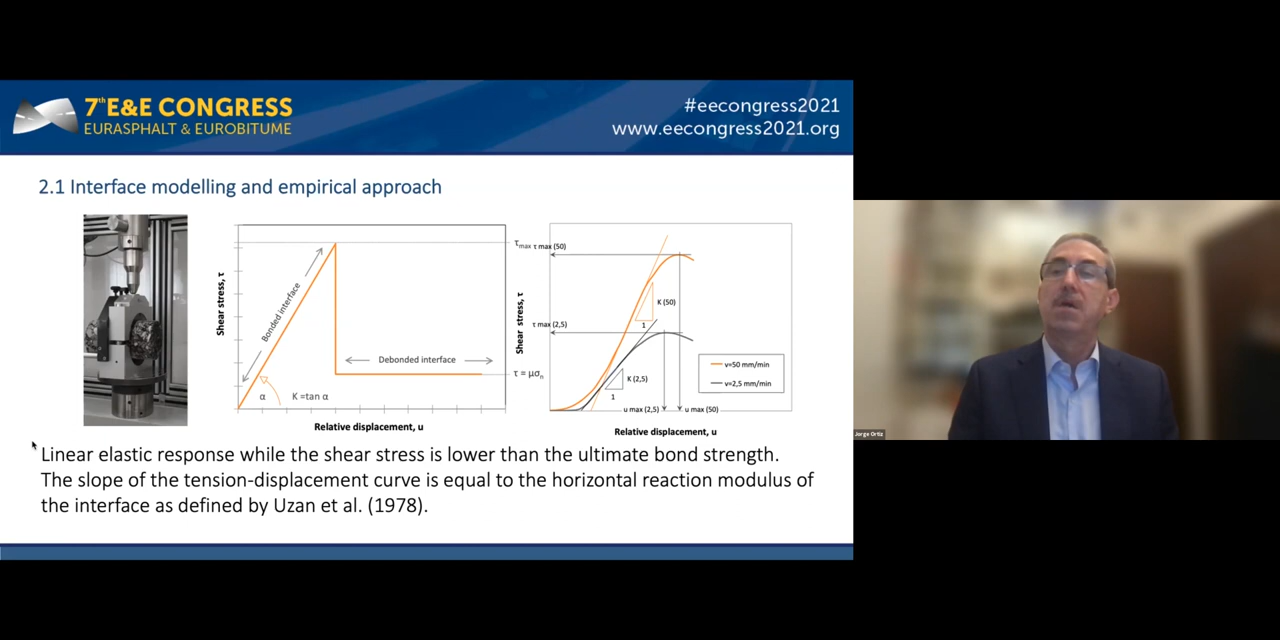 7th E&E CONGRESS
EURASPHALT & EUROBITUME
#eecongress2021
www.eecongress2021.org
2.1 Interface modelling and empirical approach
Shear stress, τ
Bonded interface
Debonded interface
α
K =tan α
τmax
τ = μσn
Relative displacement, u
Shear stress, τ
τ max (50)
τ max (2,5)
K (50)
1
K (2,5)
1
v=50 mm/min
v=2,5 mm/min
u max (2,5)
u max (50)
Relative displacement, u
Linear elastic response while the shear stress is lower than the ultimate bond strength.
The slope of the tension-displacement curve is equal to the horizontal reaction modulus of
the interface as defined by Uzan et al. (1978).
Jorge Ortiz